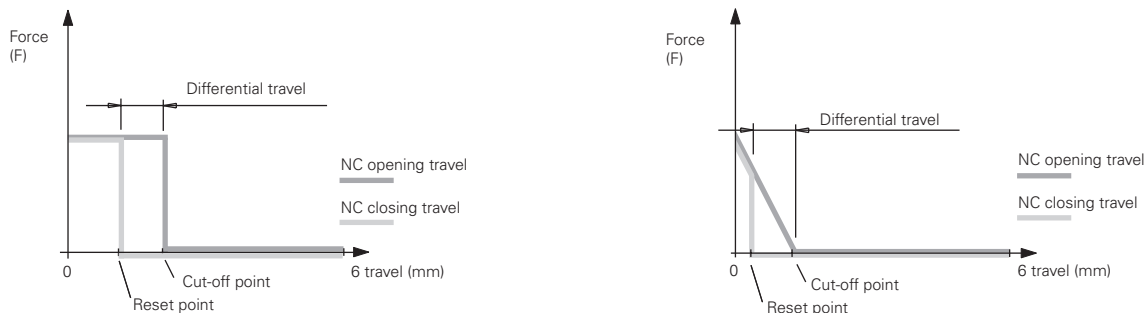 Force
(F)
Differential travel
NC opening travel
NC closing travel
0
6 travel (mm)
Cut-off point
Reset point
Force
(F)
Differential travel
NC opening travel
NC closing travel
0
6 travel (mm)
Cut-off point
Reset point